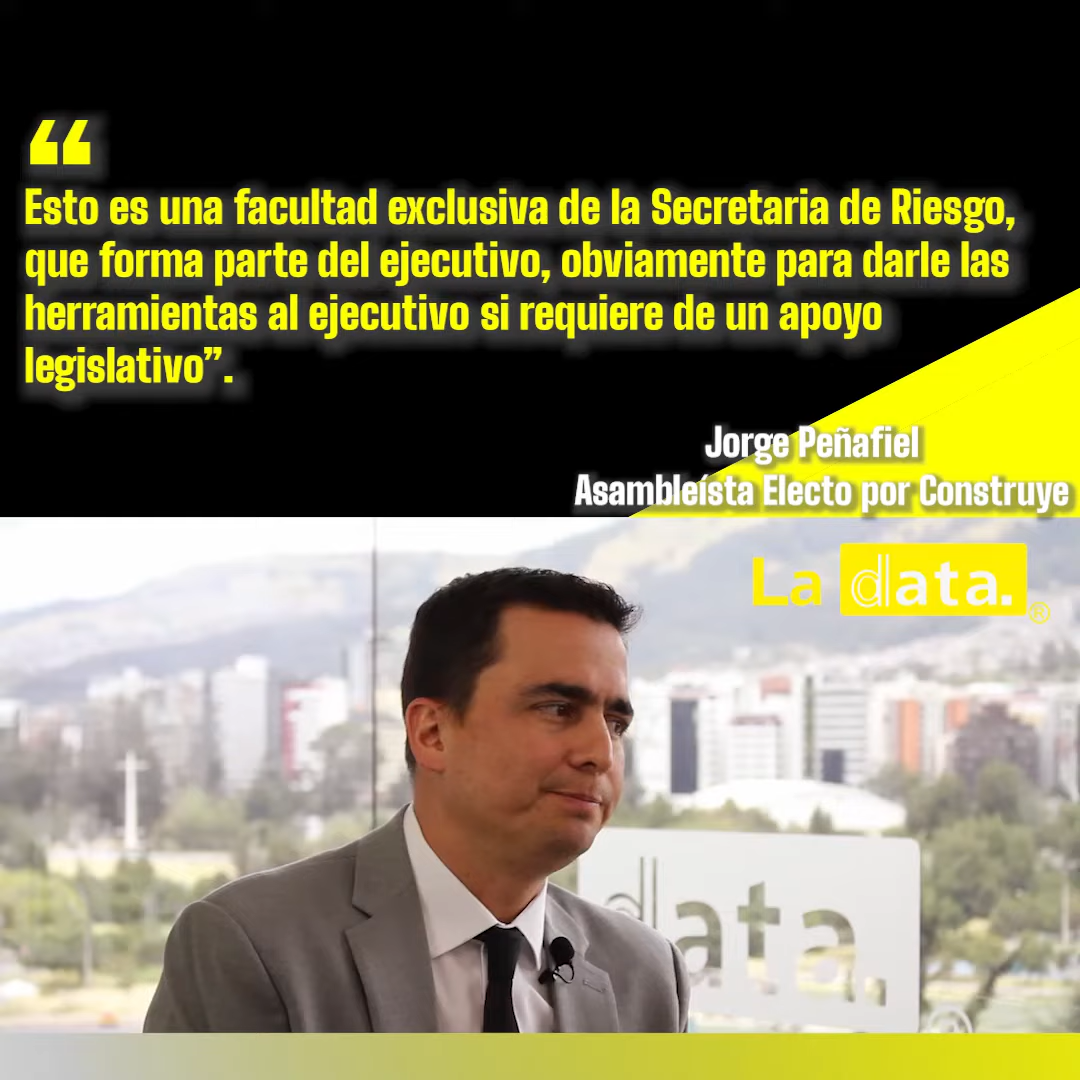 “
Esto es una facultad exclusiva de la Secretaria de Riesgo,
que forma parte del ejecutivo, obviamente para darle las
herramientas al ejecutivo si requiere de un apoyo
legislativo”.
Jorge Peñafiel
Asambleísta Electo por Construye
La data.®
data.®